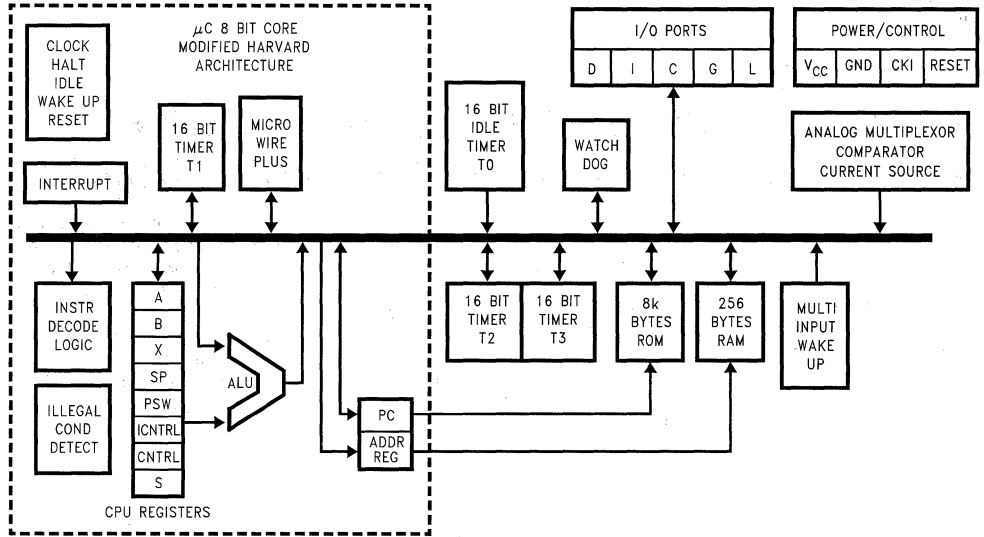 CLOCK
HALT
IDLE
WAKE UP
RESET
μC 8 BIT CORE
MODIFIED HARVARD
ARCHITECTURE
16 BIT
TIMER
T1
MICRO
WIRE
PLUS
INTERRUPT
I/O PORTS
D I C G L
POWER/CONTROL
VCC GND CKI RESET
16 BIT
IDLE
TIMER
T0
WATCH
DOG
ANALOG MULTIPLEXOR
COMPARATOR
CURRENT SOURCE
INSTR
DECODE
LOGIC
ILLEGAL
COND
DETECT
A
B
X
SP
PSW
ICNTRL
CNTRL
S
CPU REGISTERS
ALU
PC
ADDR
REG
16 BIT
TIMER
T2
16 BIT
TIMER
T3
8k
BYTES
ROM
256
BYTES
RAM
MULTI
INPUT
WAKE
UP